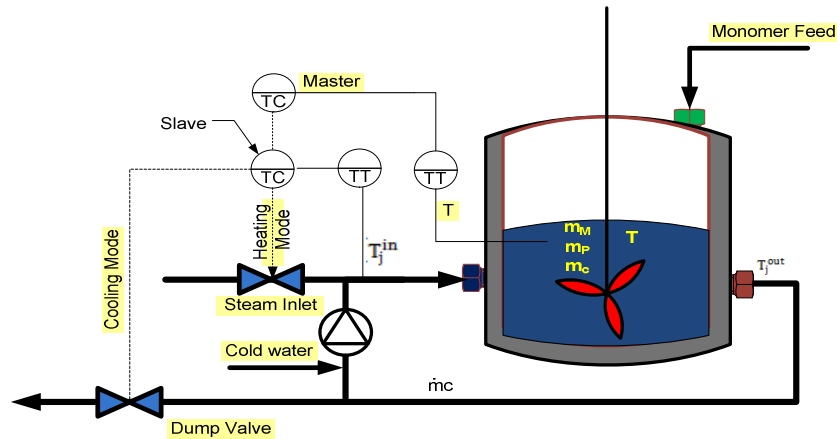 Monomer Feed
Master
TC
Slave
TC
TT
TT
T
Heating
Mode
Cooling Mode
T_j^in
m_M
m_P
m_c
T
T_j^out
Steam Inlet
Cold water
ṁc
Dump Valve